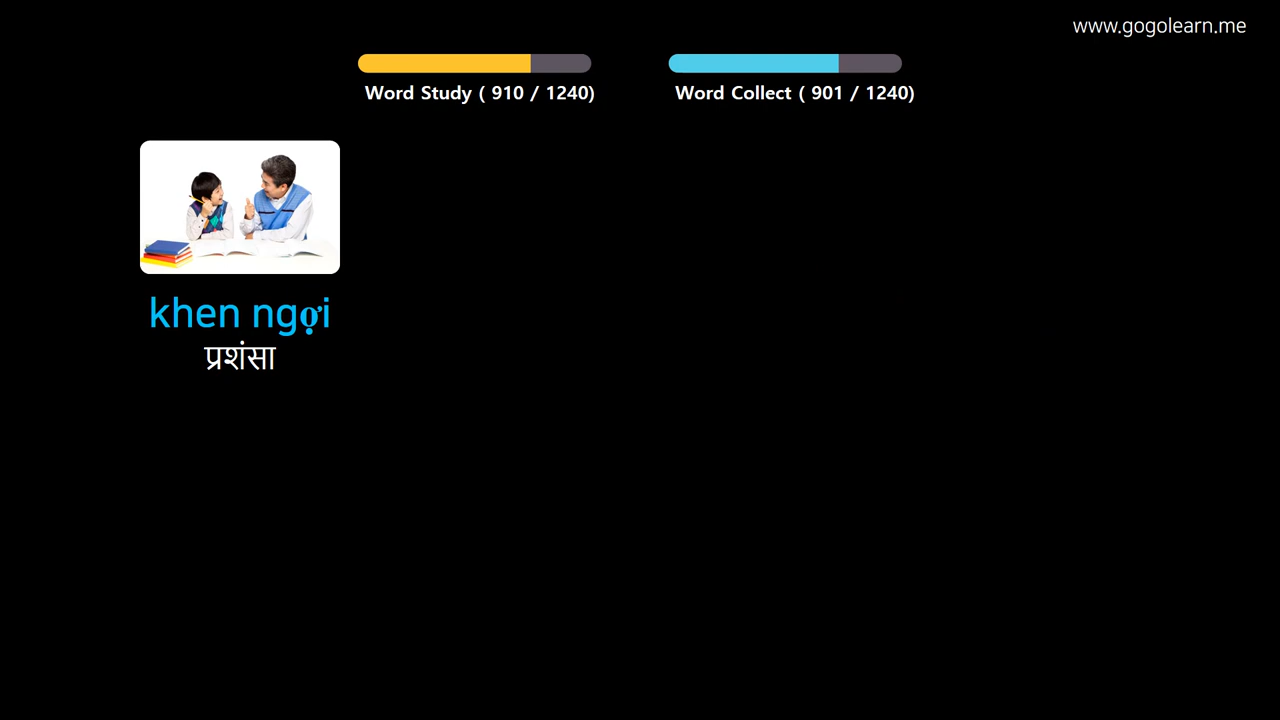 www.gogolearn.me
Word Study ( 910 / 1240)
Word Collect ( 901 / 1240)
khen ngợi
प्रशंसा